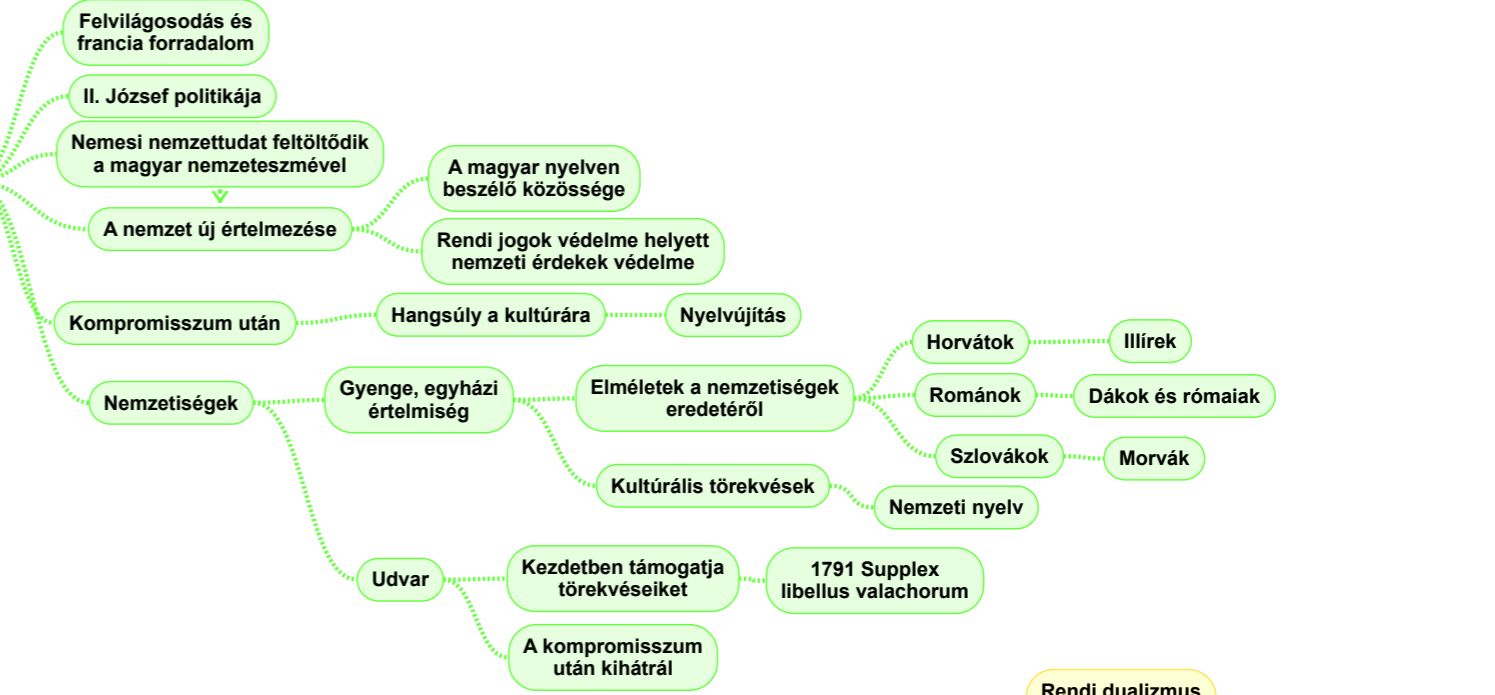 Felvilágosodás és
francia forradalom
II. József politikája
Nemesi nemzettudat feltöltődik
a magyar nemzeteszmével
A nemzet új értelmezése
A magyar nyelven
beszélő közössége
Rendi jogok védelme helyett
nemzeti érdekek védelme
Kompromisszum után
Hangsúly a kultúrára
Nyelvújítás
Nemzetiségek
Gyenge, egyházi
értelmiség
Elméletek a nemzetiségek
eredetéről
Horvátok
Illírek
Románok
Dákok és rómaiak
Szlovákok
Morvák
Kultúrális törekvések
Nemzeti nyelv
Udvar
Kezdetben támogatja
törekvéseiket
1791 Supplex
libellus valachorum
A kompromisszum
után kihátrál
Rendi dualizmus